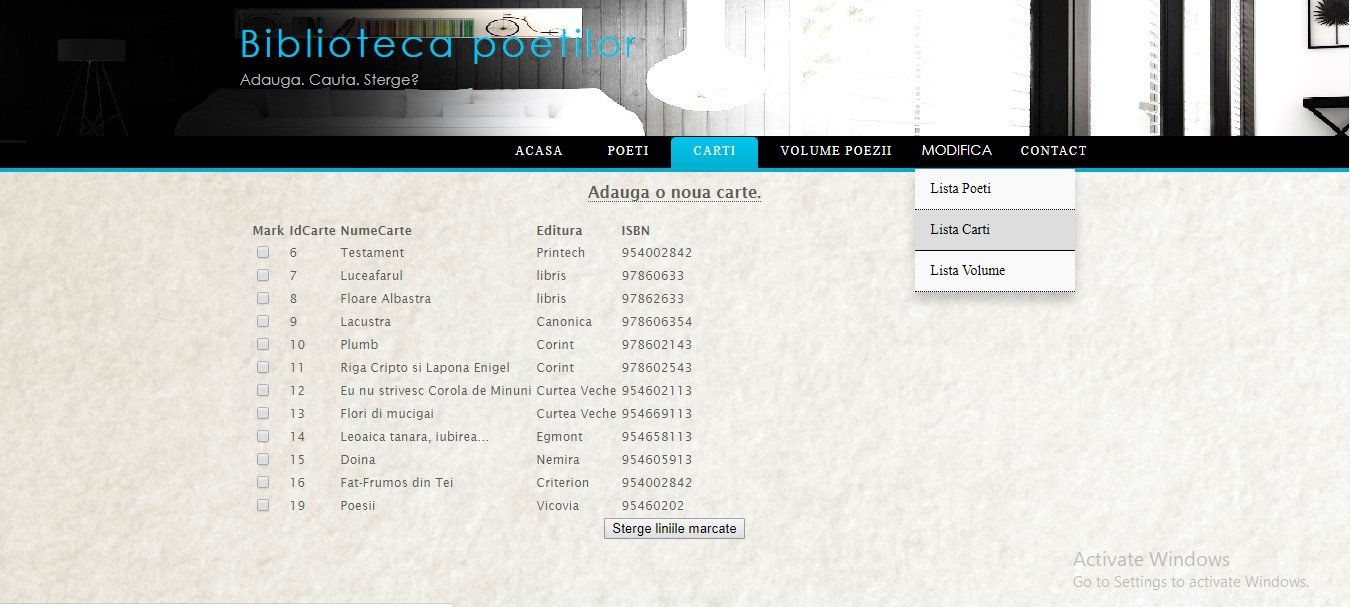 Biblioteca poetilor
Adauga. Cauta. Sterge?
ACASA POETI CARTI VOLUME POEZII MODIFICA CONTACT
Lista Poeti
Lista Carti
Lista Volume
Adauga o noua carte.
Mark IdCarte NumeCarte Editura ISBN
6 Testament Printech 954002842
7 Luceafarul libris 97860633
8 Floare Albastra libris 97862633
9 Lacustra Canonica 978606354
10 Plumb Corint 978602143
11 Riga Cripto si Lapona Enigel Corint 978602543
12 Eu nu strivesc Corola de Minuni Curtea Veche 954602113
13 Flori di mucigai Curtea Veche 954669113
14 Leoaica tanara, iubirea... Egmont 954658113
15 Doina Nemira 954605913
16 Fat-Frumos din Tei Criterion 954002842
19 Poesii Vicovia 95460202
Sterge liniile marcate
Activate Windows
Go to Settings to activate Windows.